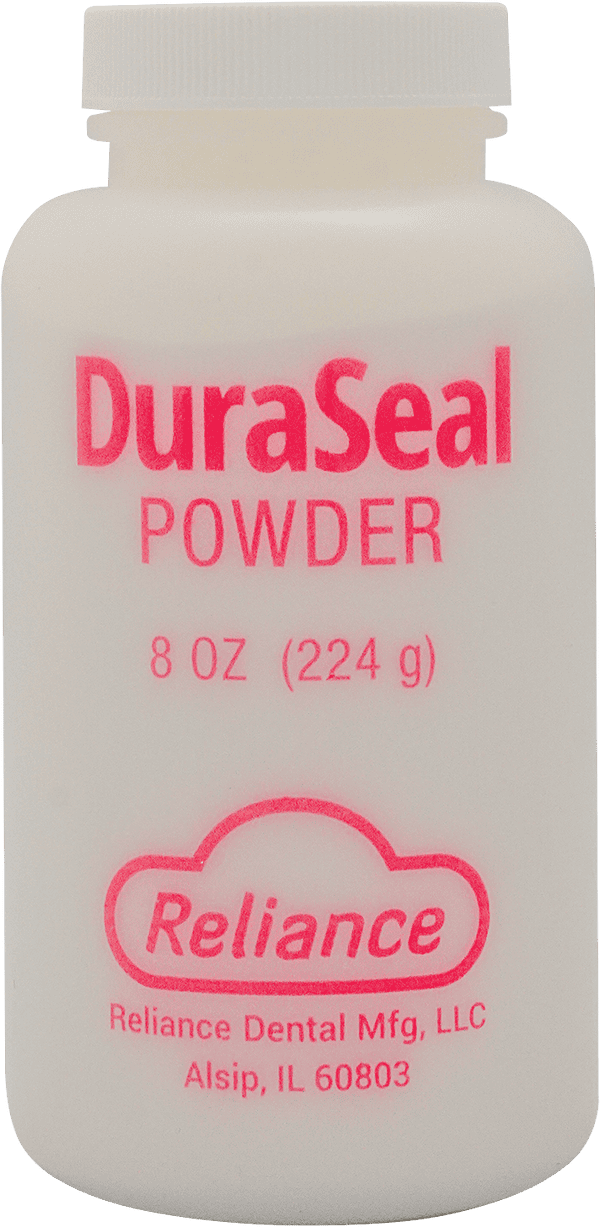 DuraSeal
POWDER
8 OZ (224 g)
Reliance
Reliance Dental Mfg, LLC
Alsip, IL 60803